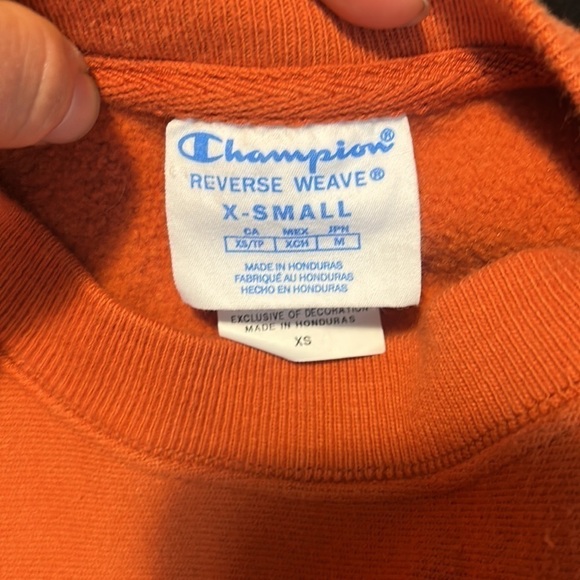 Champion®
REVERSE WEAVE®
X-SMALL
CA MEX JPN
XS/TP XCH M
MADE IN HONDURAS
FABRIQUÉ AU HONDURAS
HECHO EN HONDURAS
EXCLUSIVE OF DECORATION
MADE IN HONDURAS
XS